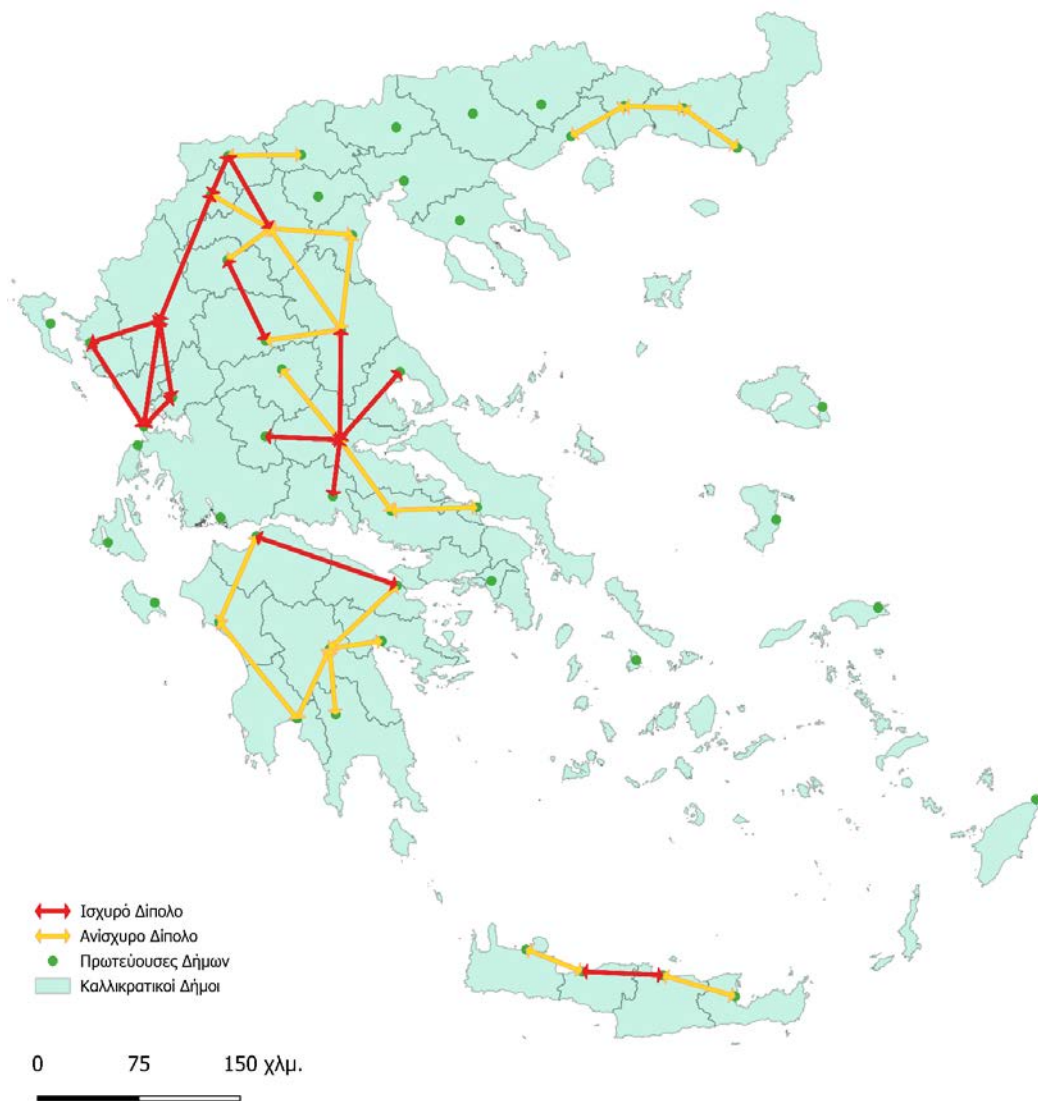 Ισχυρό Δίπολο
Ανίσχυρο Δίπολο
Πρωτεύουσες Δήμων
Καλλικρατικοί Δήμοι
0 75 150 χλμ.